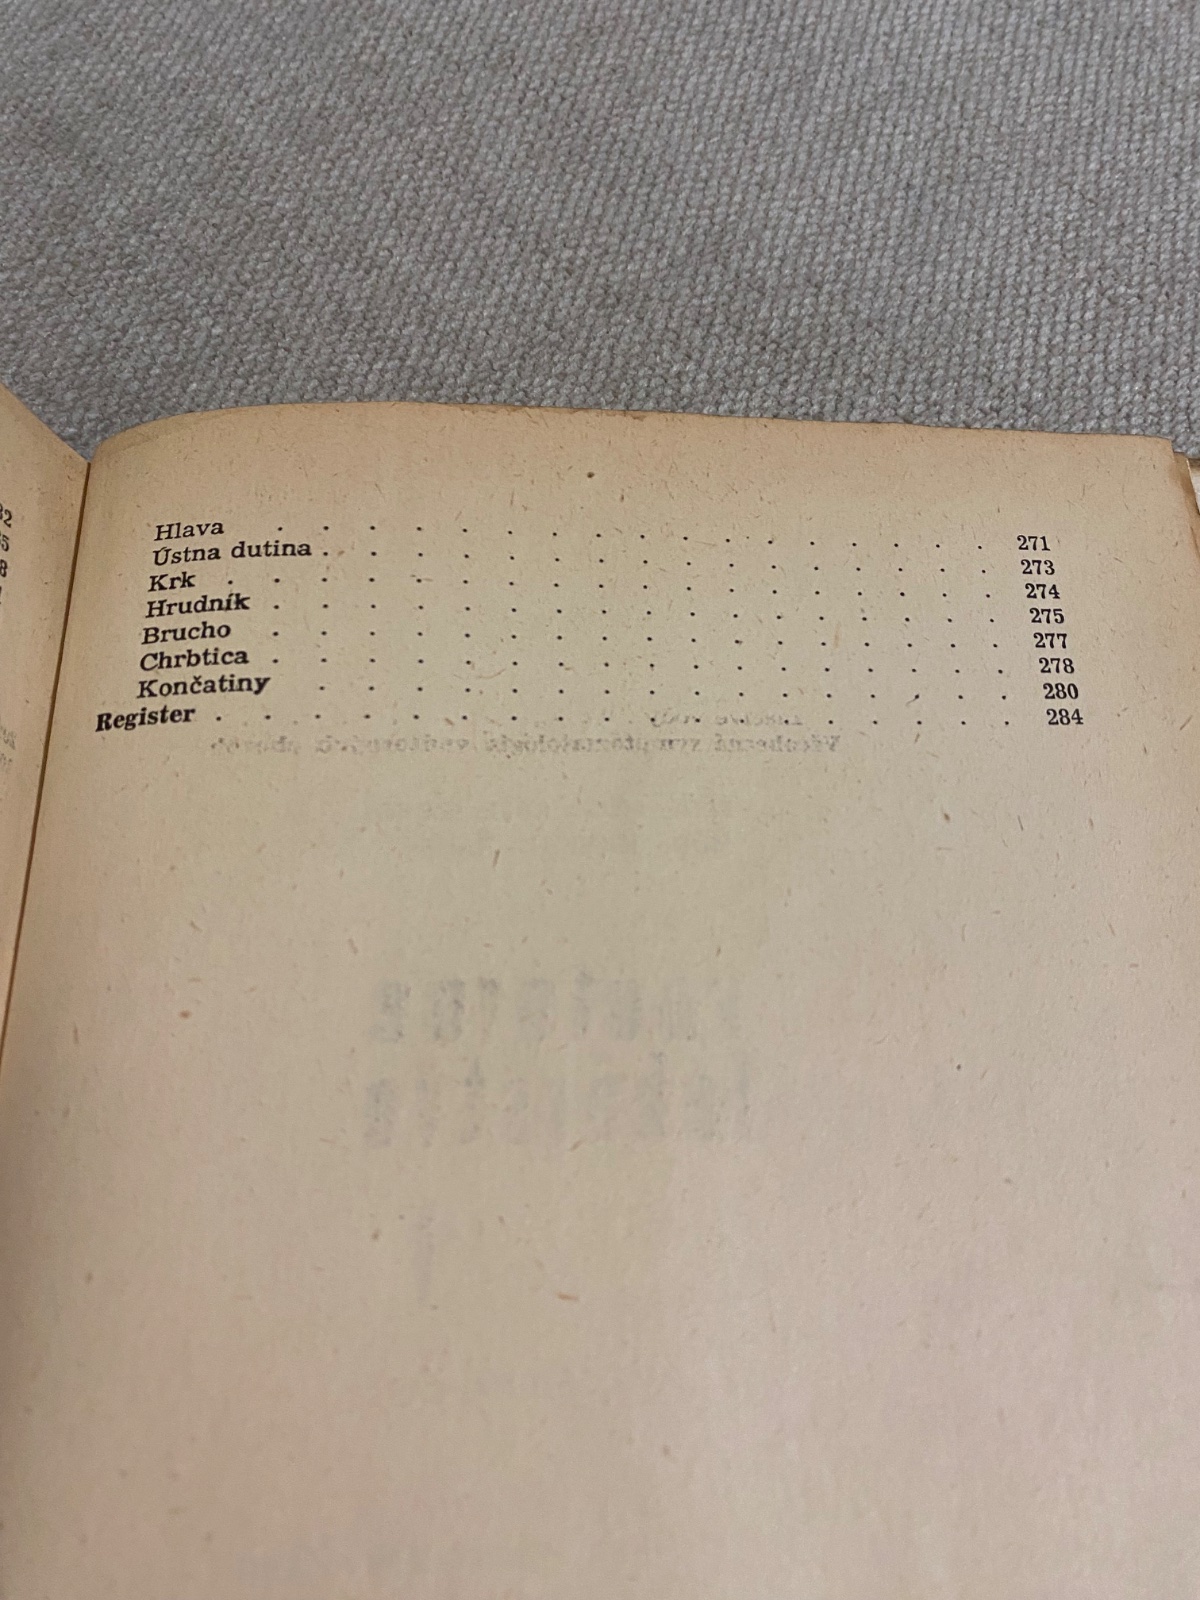 Hlava . . . . . . . . . . . . . . . . 271
Ústna dutina . . . . . . . . . . . . . . . 273
Krk . . . . . . . . . . . . . . . . . 274
Hrudník . . . . . . . . . . . . . . . . 275
Brucho . . . . . . . . . . . . . . . . 277
Chrbtica . . . . . . . . . . . . . . . . 278
Končatiny . . . . . . . . . . . . . . . 280
Register . . . . . . . . . . . . . . . . . 284